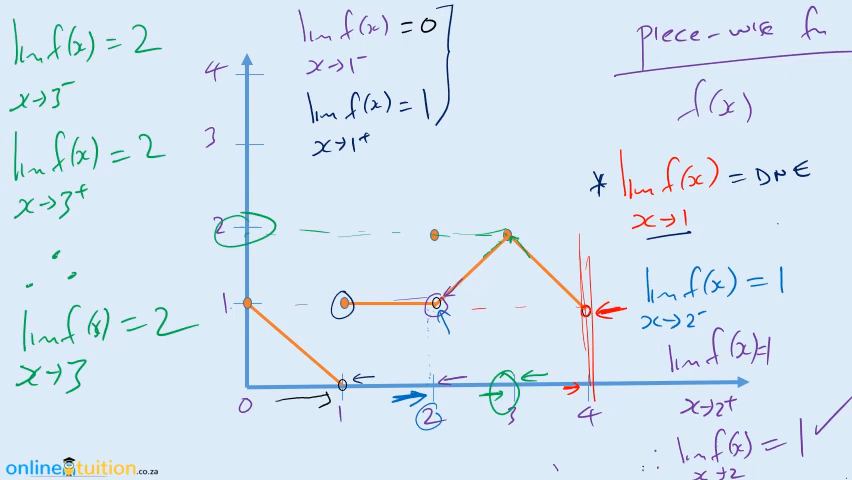 lim f(x) = 2
x→3⁻
lim f(x) = 2
x→3⁺
∴
lim f(x) = 2
x→3
lim f(x) = 0
x→1⁻
lim f(x) = 1
x→1⁺
piece-wise fn
f(x)
* lim f(x) = DNE
x→1
lim f(x) = 1
x→2⁻
lim f(x)=1
x→2⁺
∴ lim f(x) = 1
x→2
4
3
2
1
0 1 2 3 4
onlinetuition.co.za